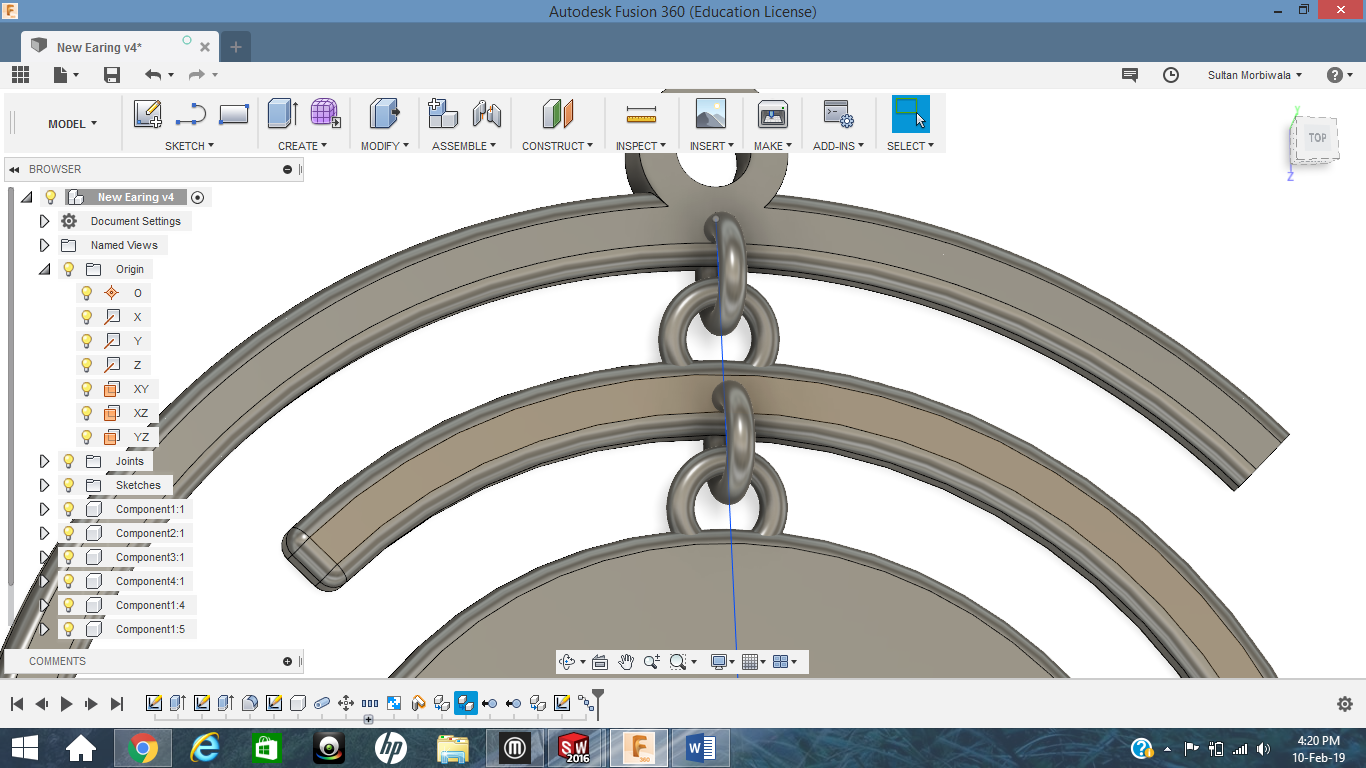 Autodesk Fusion 360 (Education License)
New Earing v4*
Sultan Morbiwala
MODEL
SKETCH
CREATE
MODIFY
ASSEMBLE
CONSTRUCT
INSPECT
INSERT
MAKE
ADD-INS
SELECT
Y
TOP
Z
BROWSER
New Earing v4
Document Settings
Named Views
Origin
O
X
Y
Z
XY
XZ
YZ
Joints
Sketches
Component1:1
Component2:1
Component3:1
Component4:1
Component1:4
Component1:5
COMMENTS
hp
SW
2016
F
360
4:20 PM
10-Feb-19